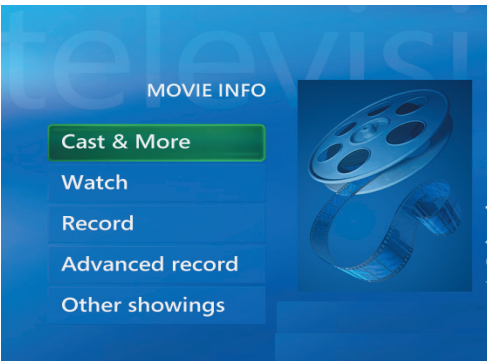 televisi
MOVIE INFO
Cast & More
Watch
Record
Advanced record
Other showings